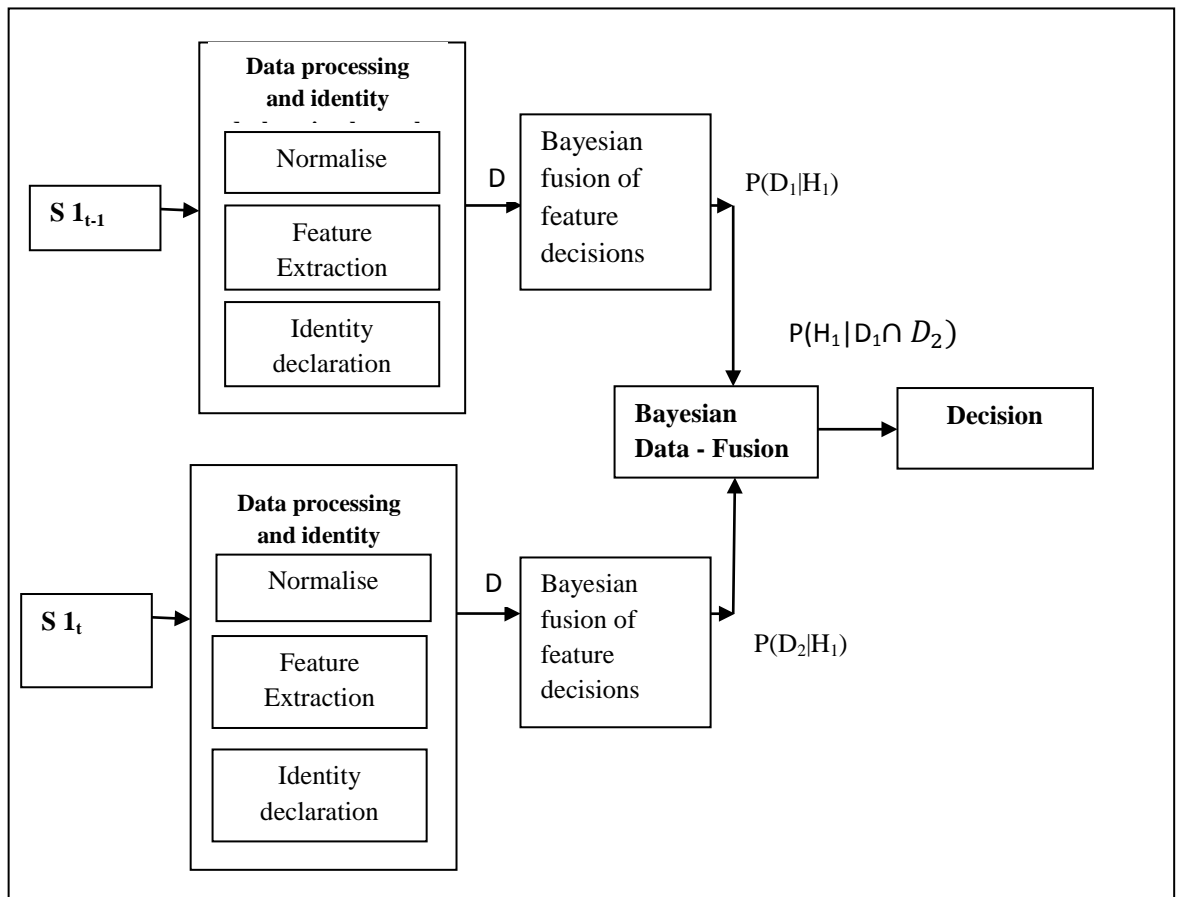 Data processing
and identity
Normalise
Feature
Extraction
Identity
declaration
S 1t-1
D
Bayesian
fusion of
feature
decisions
P(D₁|H₁)
P(H₁|D₁∩ D₂)
Bayesian
Data - Fusion
Decision
Data processing
and identity
Normalise
Feature
Extraction
Identity
declaration
S 1t
D
Bayesian
fusion of
feature
decisions
P(D₂|H₁)